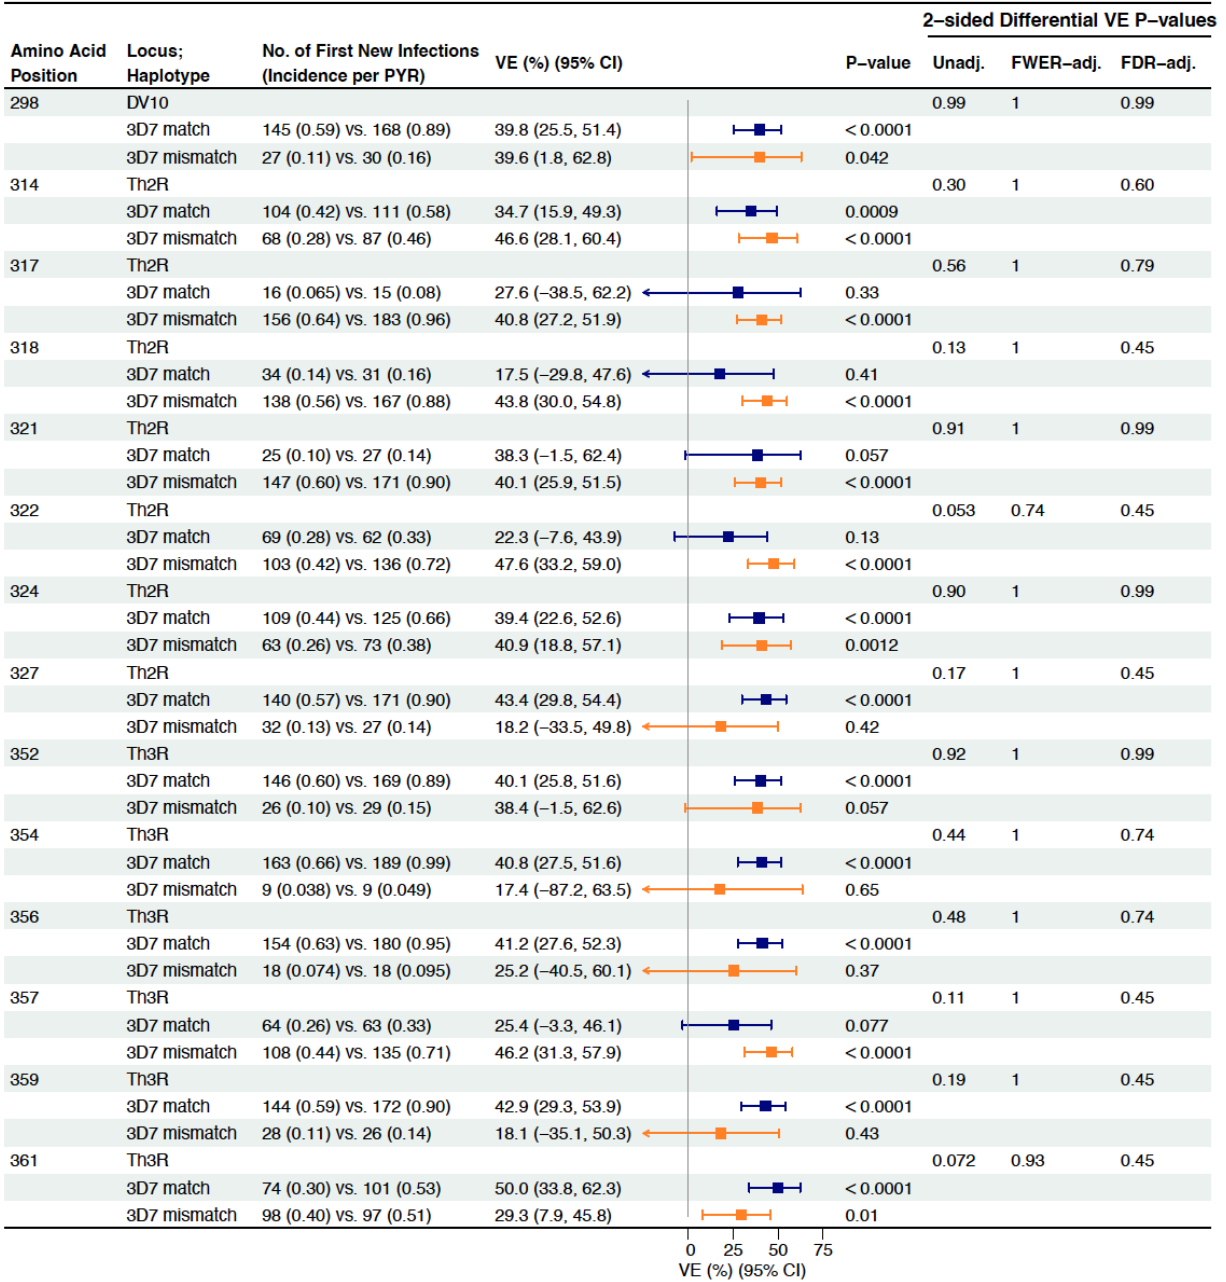 2−sided Differential VE P−values
Amino Acid Position Locus; Haplotype No. of First New Infections (Incidence per PYR) VE (%) (95% CI) P−value Unadj. FWER−adj. FDR−adj.
298 DV10 0.99 1 0.99
3D7 match 145 (0.59) vs. 168 (0.89) 39.8 (25.5, 51.4) < 0.0001
3D7 mismatch 27 (0.11) vs. 30 (0.16) 39.6 (1.8, 62.8) 0.042
314 Th2R 0.30 1 0.60
3D7 match 104 (0.42) vs. 111 (0.58) 34.7 (15.9, 49.3) 0.0009
3D7 mismatch 68 (0.28) vs. 87 (0.46) 46.6 (28.1, 60.4) < 0.0001
317 Th2R 0.56 1 0.79
3D7 match 16 (0.065) vs. 15 (0.08) 27.6 (−38.5, 62.2) 0.33
3D7 mismatch 156 (0.64) vs. 183 (0.96) 40.8 (27.2, 51.9) < 0.0001
318 Th2R 0.13 1 0.45
3D7 match 34 (0.14) vs. 31 (0.16) 17.5 (−29.8, 47.6) 0.41
3D7 mismatch 138 (0.56) vs. 167 (0.88) 43.8 (30.0, 54.8) < 0.0001
321 Th2R 0.91 1 0.99
3D7 match 25 (0.10) vs. 27 (0.14) 38.3 (−1.5, 62.4) 0.057
3D7 mismatch 147 (0.60) vs. 171 (0.90) 40.1 (25.9, 51.5) < 0.0001
322 Th2R 0.053 0.74 0.45
3D7 match 69 (0.28) vs. 62 (0.33) 22.3 (−7.6, 43.9) 0.13
3D7 mismatch 103 (0.42) vs. 136 (0.72) 47.6 (33.2, 59.0) < 0.0001
324 Th2R 0.90 1 0.99
3D7 match 109 (0.44) vs. 125 (0.66) 39.4 (22.6, 52.6) < 0.0001
3D7 mismatch 63 (0.26) vs. 73 (0.38) 40.9 (18.8, 57.1) 0.0012
327 Th2R 0.17 1 0.45
3D7 match 140 (0.57) vs. 171 (0.90) 43.4 (29.8, 54.4) < 0.0001
3D7 mismatch 32 (0.13) vs. 27 (0.14) 18.2 (−33.5, 49.8) 0.42
352 Th3R 0.92 1 0.99
3D7 match 146 (0.60) vs. 169 (0.89) 40.1 (25.8, 51.6) < 0.0001
3D7 mismatch 26 (0.10) vs. 29 (0.15) 38.4 (−1.5, 62.6) 0.057
354 Th3R 0.44 1 0.74
3D7 match 163 (0.66) vs. 189 (0.99) 40.8 (27.5, 51.6) < 0.0001
3D7 mismatch 9 (0.038) vs. 9 (0.049) 17.4 (−87.2, 63.5) 0.65
356 Th3R 0.48 1 0.74
3D7 match 154 (0.63) vs. 180 (0.95) 41.2 (27.6, 52.3) < 0.0001
3D7 mismatch 18 (0.074) vs. 18 (0.095) 25.2 (−40.5, 60.1) 0.37
357 Th3R 0.11 1 0.45
3D7 match 64 (0.26) vs. 63 (0.33) 25.4 (−3.3, 46.1) 0.077
3D7 mismatch 108 (0.44) vs. 135 (0.71) 46.2 (31.3, 57.9) < 0.0001
359 Th3R 0.19 1 0.45
3D7 match 144 (0.59) vs. 172 (0.90) 42.9 (29.3, 53.9) < 0.0001
3D7 mismatch 28 (0.11) vs. 26 (0.14) 18.1 (−35.1, 50.3) 0.43
361 Th3R 0.072 0.93 0.45
3D7 match 74 (0.30) vs. 101 (0.53) 50.0 (33.8, 62.3) < 0.0001
3D7 mismatch 98 (0.40) vs. 97 (0.51) 29.3 (7.9, 45.8) 0.01
0 25 50 75
VE (%) (95% CI)